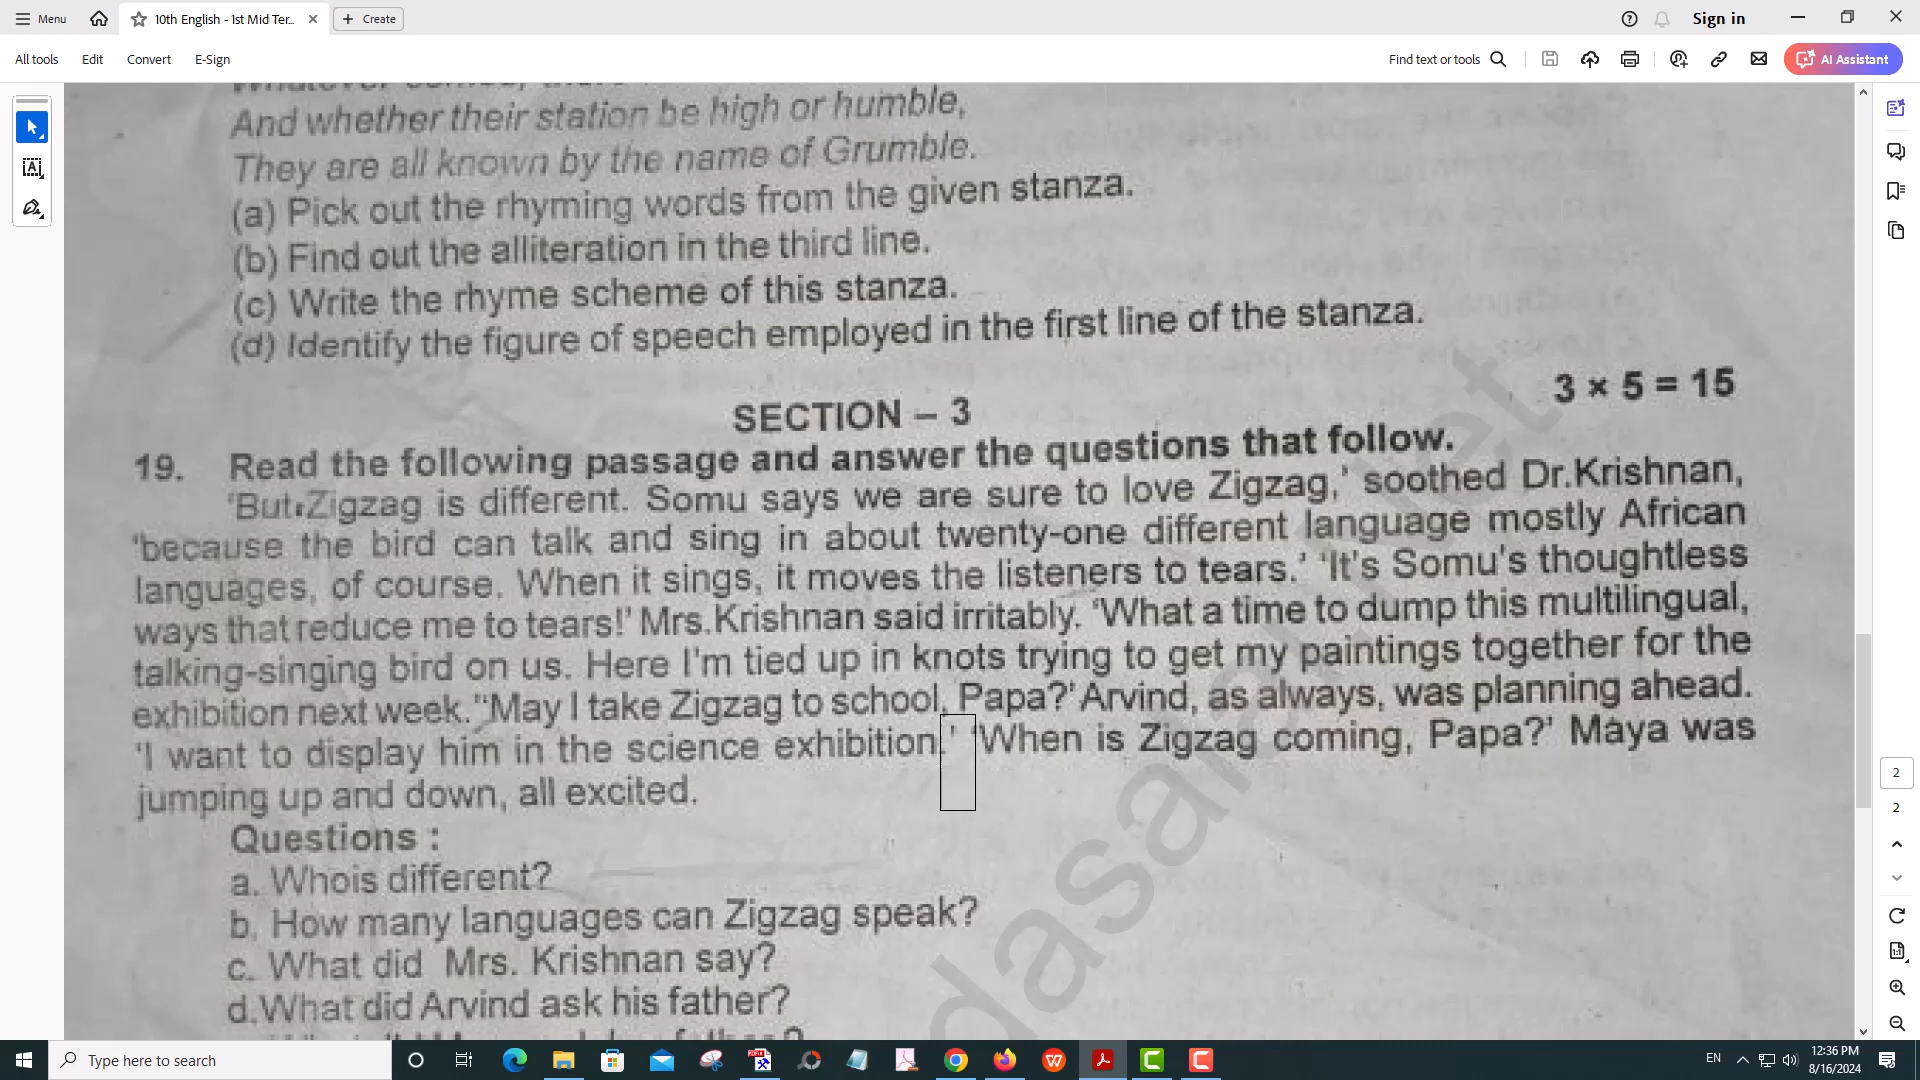 Menu
10th English - 1st Mid Ter...
Create
Sign in
All tools Edit Convert E-Sign
Find text or tools
AI Assistant
And whether their station be high or humble,
They are all known by the name of Grumble.
(a) Pick out the rhyming words from the given stanza.
(b) Find out the alliteration in the third line.
(c) Write the rhyme scheme of this stanza.
(d) Identify the figure of speech employed in the first line of the stanza.
SECTION – 3
3 × 5 = 15
19. Read the following passage and answer the questions that follow.
‘But Zigzag is different. Somu says we are sure to love Zigzag,’ soothed Dr.Krishnan,
‘because the bird can talk and sing in about twenty-one different language mostly African
languages, of course. When it sings, it moves the listeners to tears.’ ‘It's Somu's thoughtless
ways that reduce me to tears!’ Mrs.Krishnan said irritably. ‘What a time to dump this multilingual,
talking-singing bird on us. Here I'm tied up in knots trying to get my paintings together for the
exhibition next week.’‘May I take Zigzag to school, Papa?’ Arvind, as always, was planning ahead.
‘I want to display him in the science exhibition.’ ‘When is Zigzag coming, Papa?’ Maya was
jumping up and down, all excited.
Questions :
a. Whois different?
b. How many languages can Zigzag speak?
c. What did Mrs. Krishnan say?
d.What did Arvind ask his father?
2
2
Type here to search
EN
12:36 PM
8/16/2024